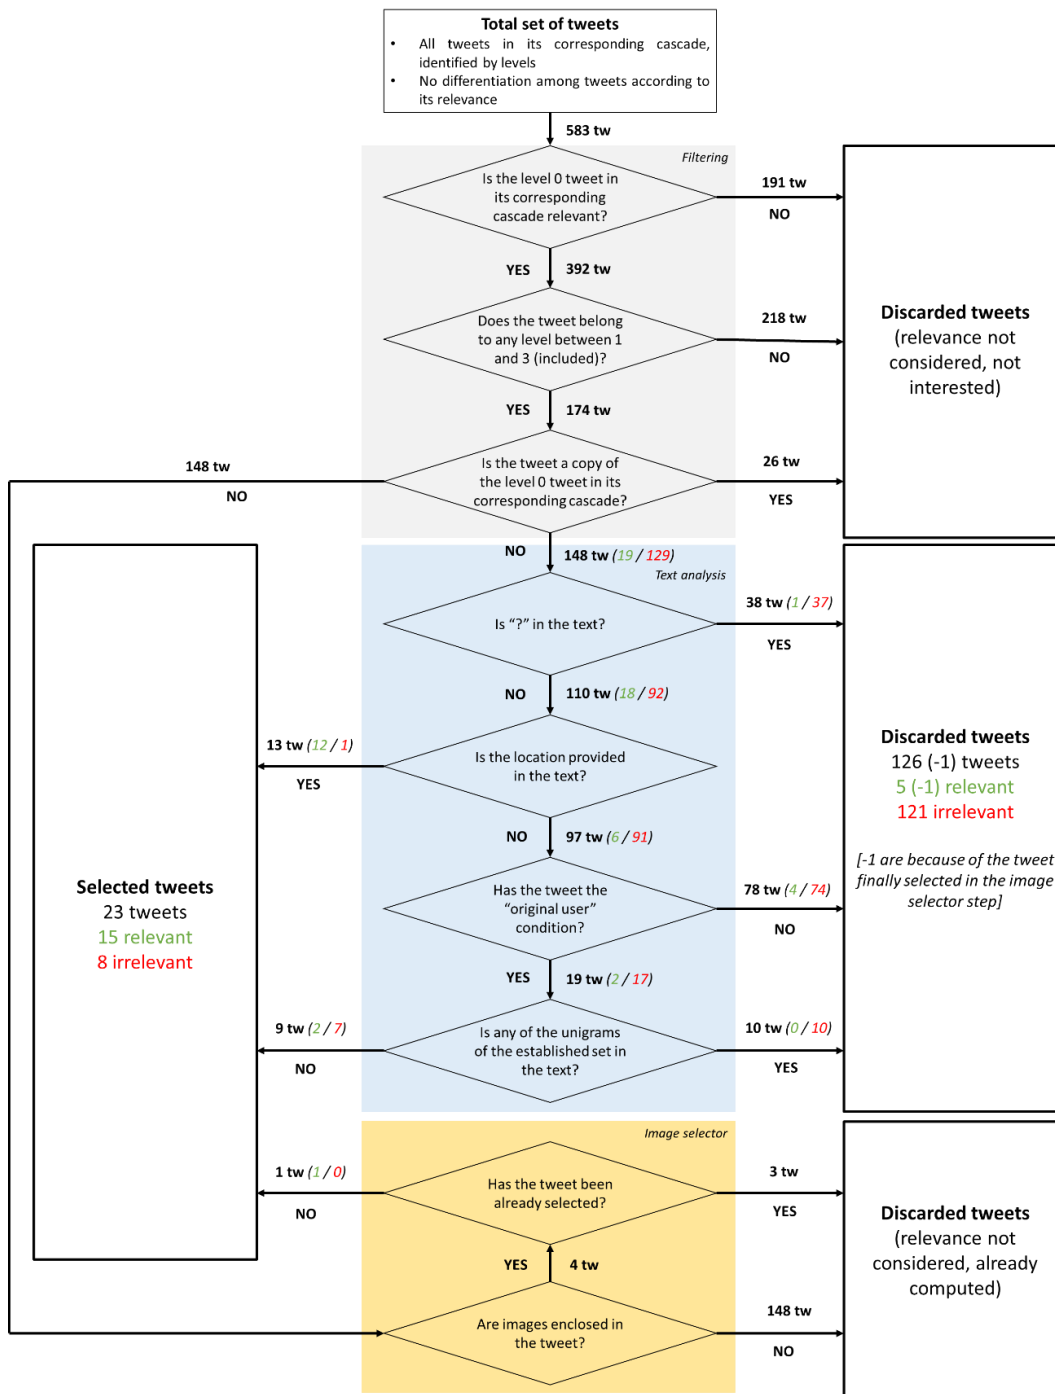 Total set of tweets
• All tweets in its corresponding cascade,
identified by levels
• No differentiation among tweets according to
its relevance
583 tw
Filtering
Is the level 0 tweet in
its corresponding
cascade relevant?
191 tw
NO
YES 392 tw
Does the tweet belong
to any level between 1
and 3 (included)?
218 tw
NO
Discarded tweets
(relevance not
considered, not
interested)
YES 174 tw
Is the tweet a copy of
the level 0 tweet in its
corresponding cascade?
148 tw
NO
26 tw
YES
NO 148 tw (19 / 129)
Text analysis
Is “?” in the text?
38 tw (1 / 37)
YES
NO 110 tw (18 / 92)
Is the location provided
in the text?
13 tw (12 / 1)
YES
Discarded tweets
126 (-1) tweets
5 (-1) relevant
121 irrelevant
[-1 are because of the tweet
finally selected in the image
selector step]
NO 97 tw (6 / 91)
Has the tweet the
“original user”
condition?
78 tw (4 / 74)
NO
Selected tweets
23 tweets
15 relevant
8 irrelevant
YES 19 tw (2 / 17)
Is any of the unigrams
of the established set in
the text?
9 tw (2 / 7)
NO
10 tw (0 / 10)
YES
Image selector
Has the tweet been
already selected?
1 tw (1 / 0)
NO
3 tw
YES
Discarded tweets
(relevance not
considered, already
computed)
YES 4 tw
Are images enclosed in
the tweet?
148 tw
NO